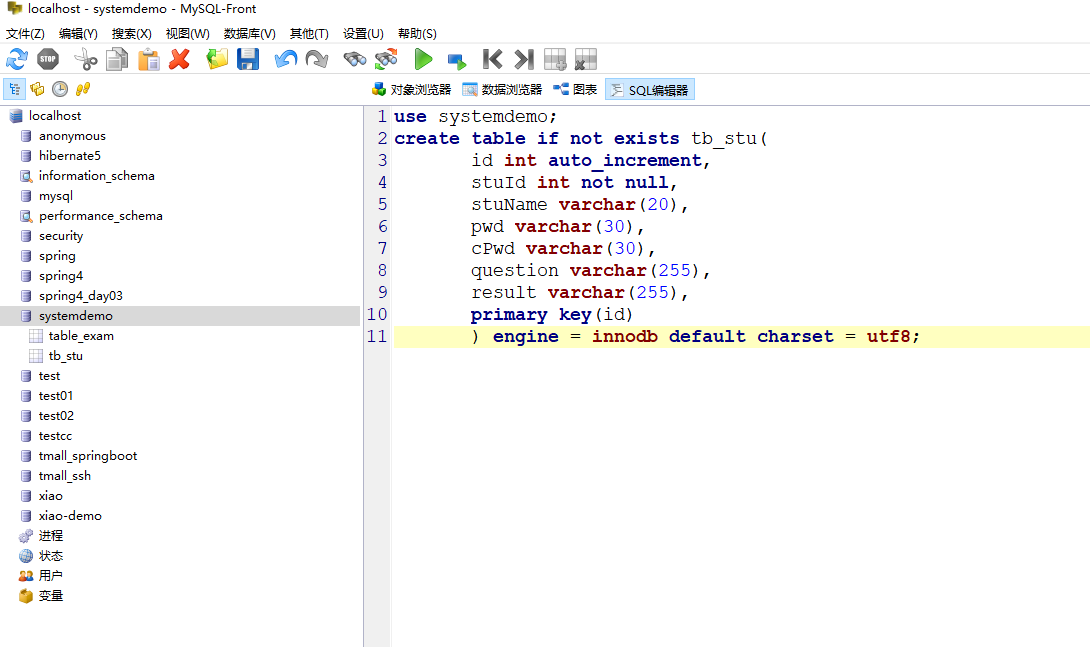 localhost - systemdemo - MySQL-Front
文件(Z) 编辑(Y) 搜索(X) 视图(W) 数据库(V) 其他(T) 设置(U) 帮助(S)
STOP
对象浏览器 数据浏览器 图表 SQL编辑器
localhost
anonymous
hibernate5
information_schema
mysql
performance_schema
security
spring
spring4
spring4_day03
systemdemo
table_exam
tb_stu
test
test01
test02
testcc
tmall_springboot
tmall_ssh
xiao
xiao-demo
进程
状态
用户
变量
1 use systemdemo;
2 create table if not exists tb_stu(
3 id int auto_increment,
4 stuId int not null,
5 stuName varchar(20),
6 pwd varchar(30),
7 cPwd varchar(30),
8 question varchar(255),
9 result varchar(255),
10 primary key(id)
11 ) engine = innodb default charset = utf8;